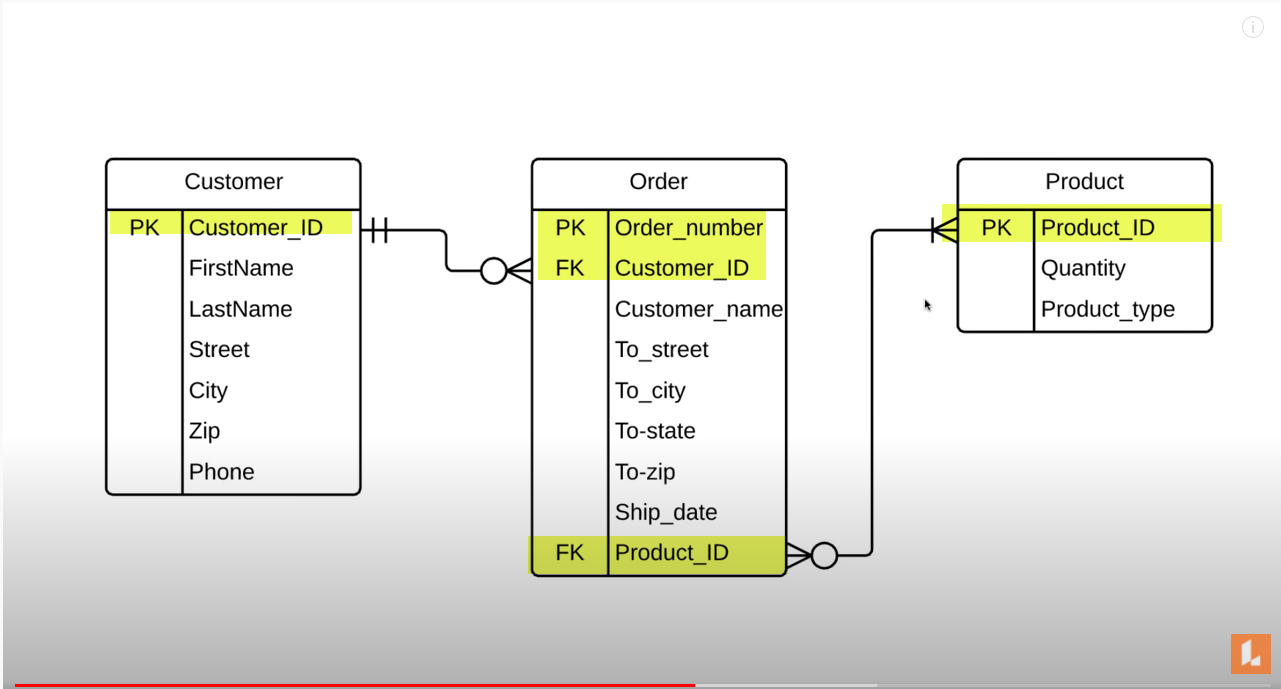 Customer
PK Customer_ID
FirstName
LastName
Street
City
Zip
Phone
Order
PK Order_number
FK Customer_ID
Customer_name
To_street
To_city
To-state
To-zip
Ship_date
FK Product_ID
Product
PK Product_ID
Quantity
Product_type